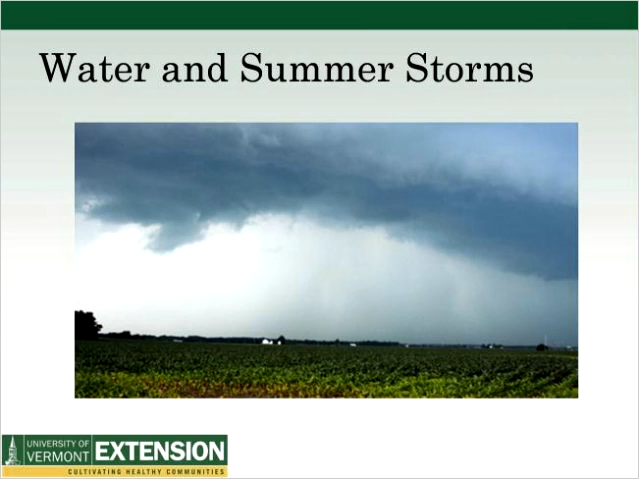 Water and Summer Storms
UNIVERSITY OF
VERMONT EXTENSION
CULTIVATING HEALTHY COMMUNITIES